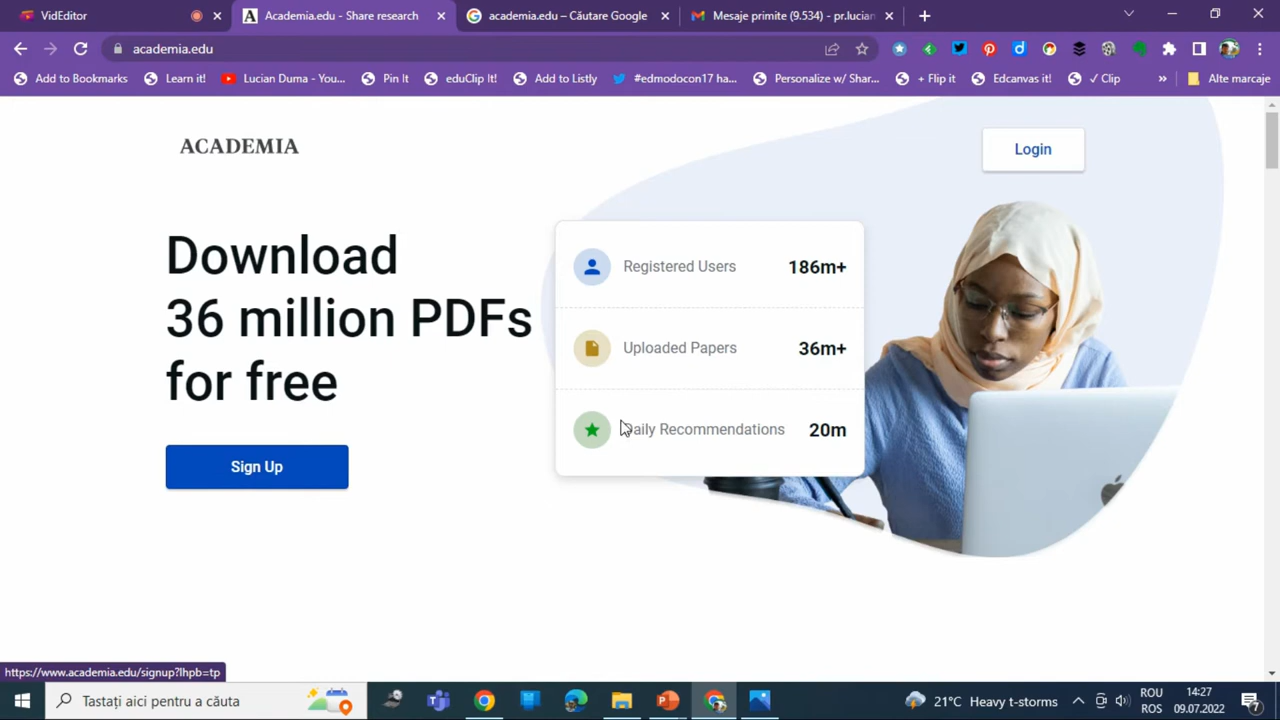 VidEditor
Academia.edu - Share research
academia.edu – Căutare Google
Mesaje primite (9.534) - pr.lucian
academia.edu
Add to Bookmarks
Learn it!
Lucian Duma - You...
Pin It
eduClip It!
Add to Listly
#edmodocon17 ha...
Personalize w/ Shar...
+ Flip it
Edcanvas it!
✓ Clip
»
Alte marcaje
ACADEMIA
Login
Download
36 million PDFs
for free
Sign Up
Registered Users 186m+
Uploaded Papers 36m+
Daily Recommendations 20m
https://www.academia.edu/signup?lhpb=tp
Tastați aici pentru a căuta
21°C Heavy t-storms
ROU
ROS
14:27
09.07.2022
7